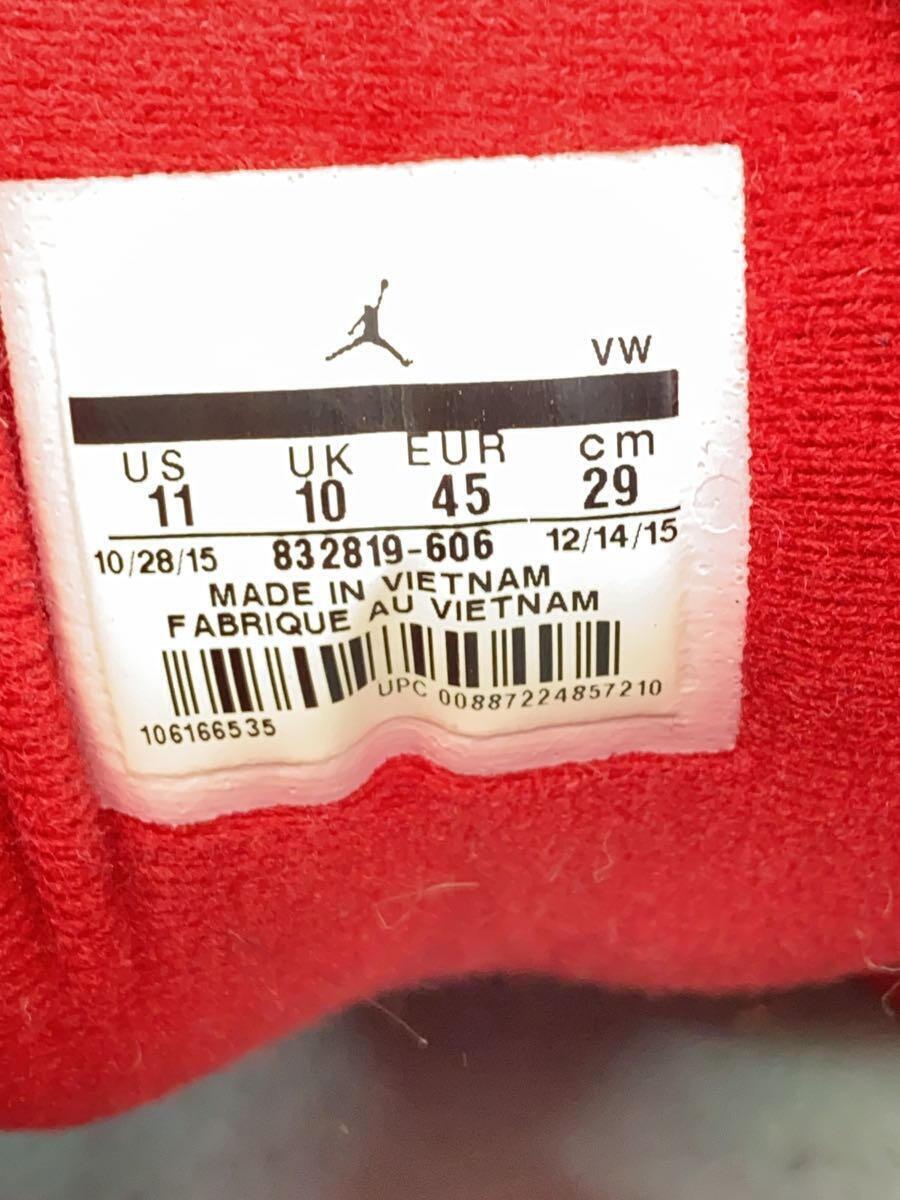 VW
US UK EUR cm
11 10 45 29
10/28/15 832819-606 12/14/15
MADE IN VIETNAM
FABRIQUE AU VIETNAM
UPC 00887224857210
106166535